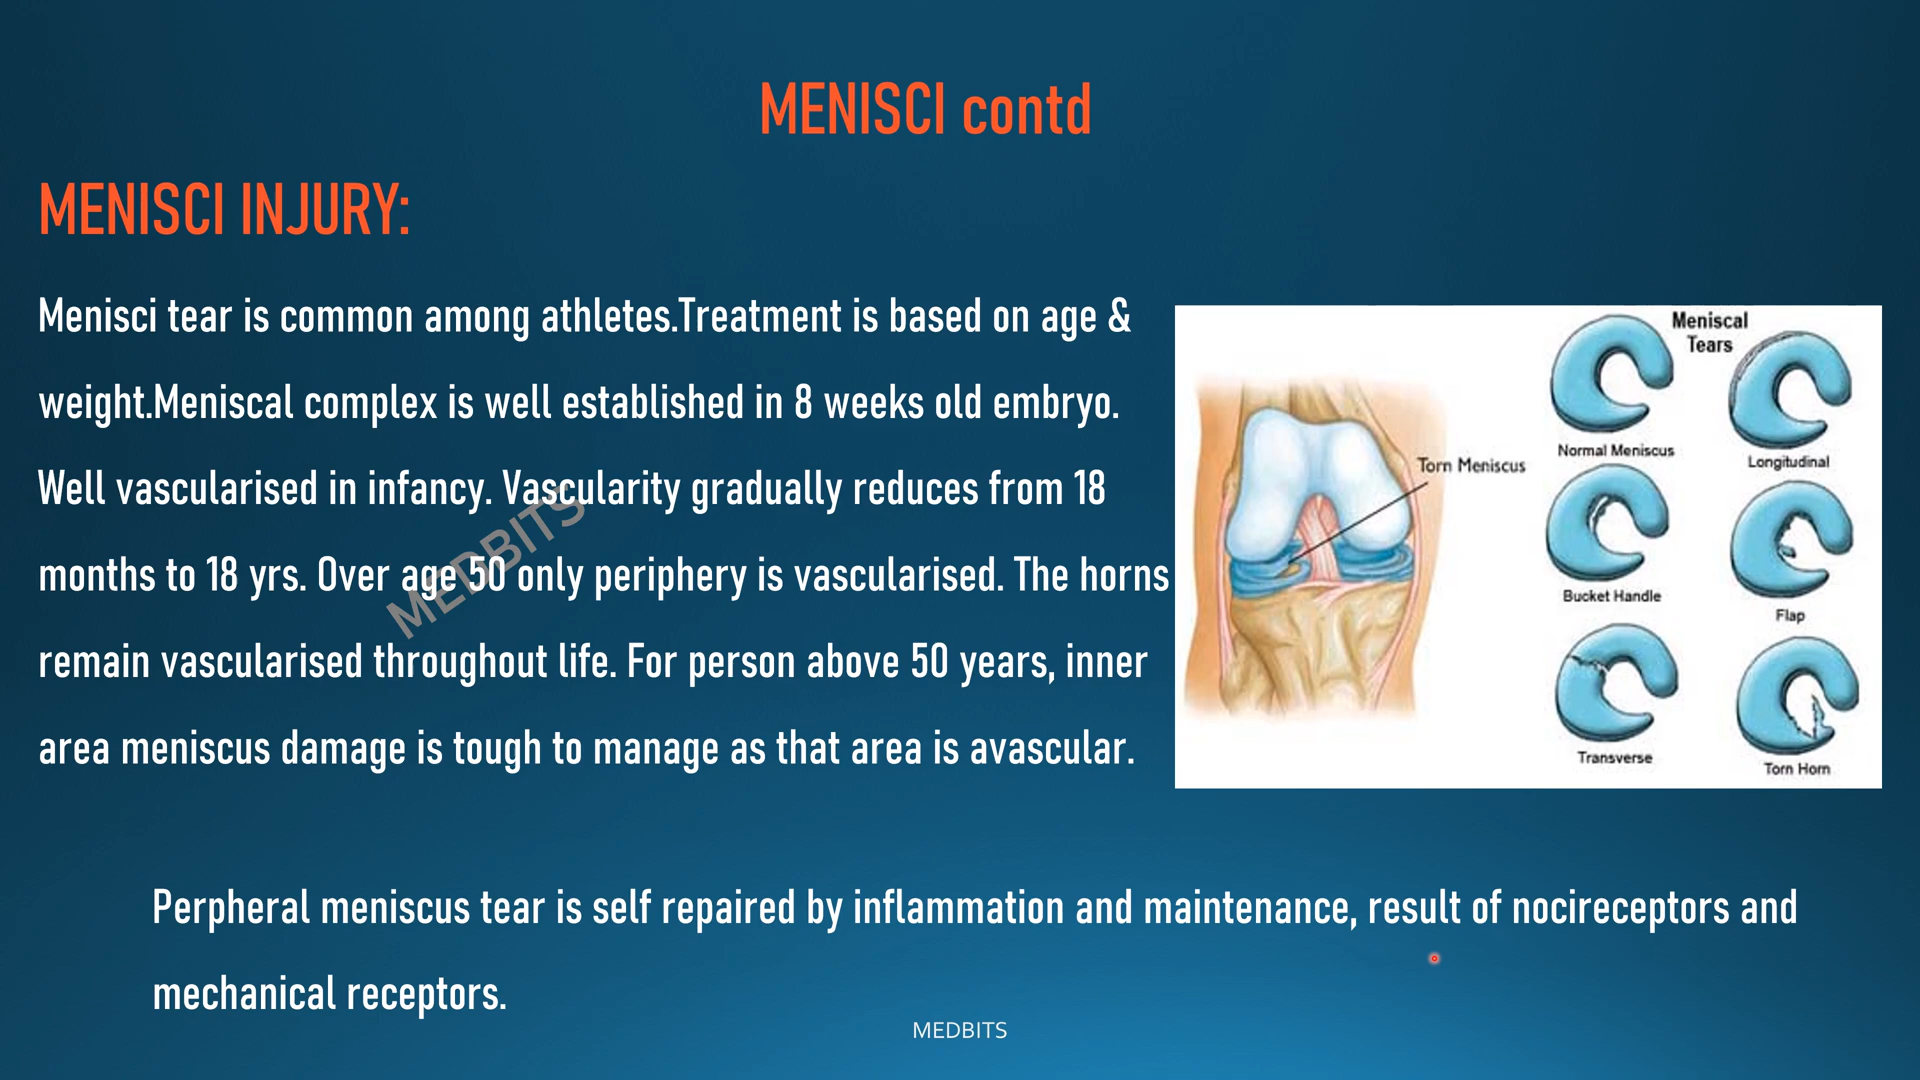 MENISCI contd
MENISCI INJURY:
Menisci tear is common among athletes.Treatment is based on age &
weight.Meniscal complex is well established in 8 weeks old embryo.
Well vascularised in infancy. Vascularity gradually reduces from 18
months to 18 yrs. Over age 50 only periphery is vascularised. The horns
remain vascularised throughout life. For person above 50 years, inner
area meniscus damage is tough to manage as that area is avascular.
MEDBITS
Torn Meniscus
Meniscal
Tears
Normal Meniscus
Longitudinal
Bucket Handle
Flap
Transverse
Torn Horn
Perpheral meniscus tear is self repaired by inflammation and maintenance, result of nocireceptors and
mechanical receptors.
MEDBITS